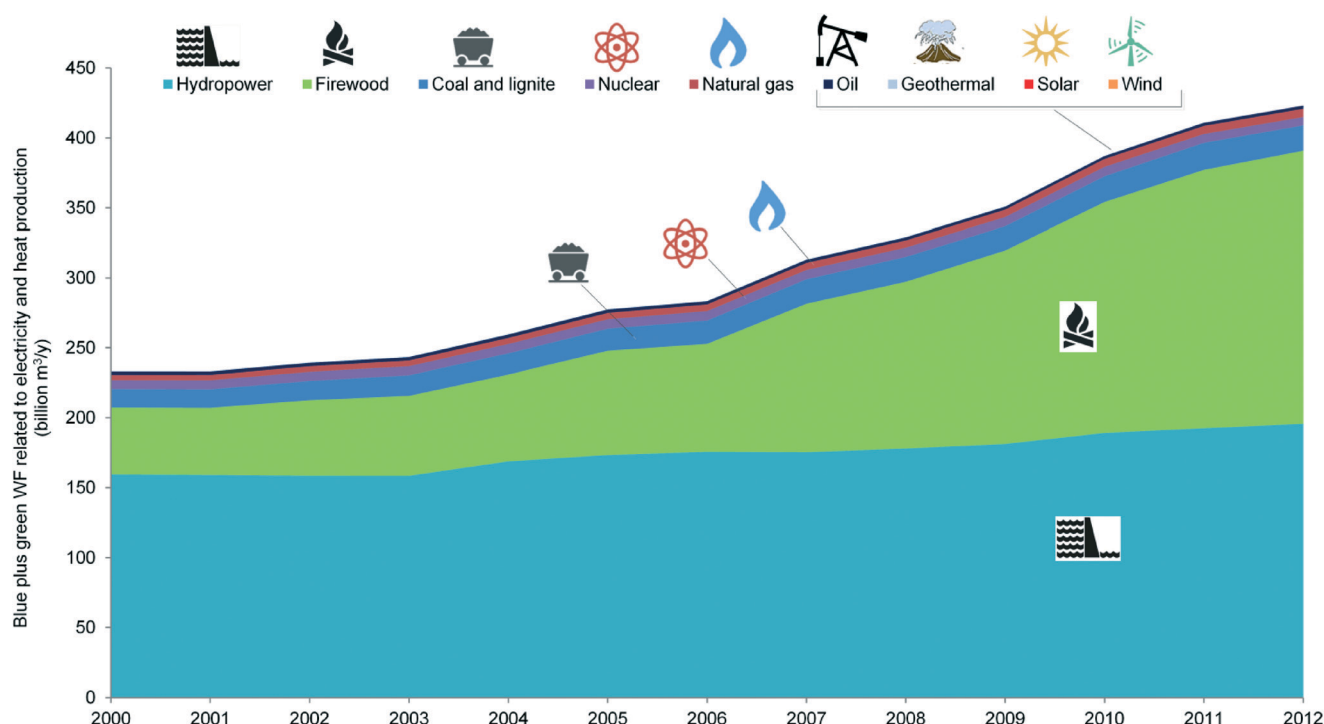 Hydropower Firewood Coal and lignite Nuclear Natural gas Oil Geothermal Solar Wind
Blue plus green WF related to electricity and heat production
(billion m³/y)
450
400
350
300
250
200
150
100
50
0
2000 2001 2002 2003 2004 2005 2006 2007 2008 2009 2010 2011 2012